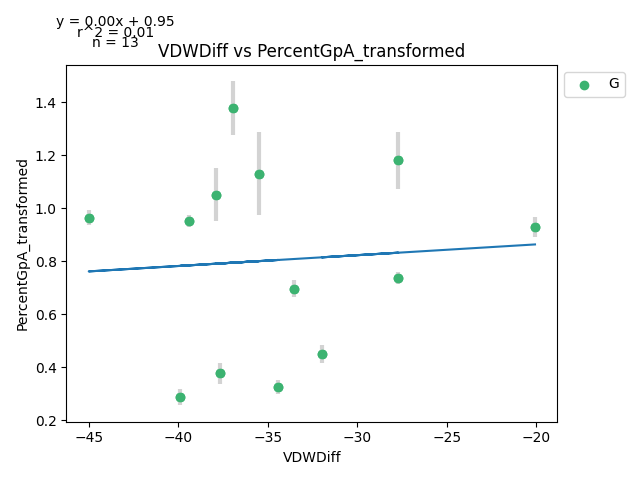 y = 0.00x + 0.95
r^2 = 0.01
n = 13
VDWDiff vs PercentGpA_transformed
G
PercentGpA_transformed
1.4
1.2
1.0
0.8
0.6
0.4
0.2
−45
−40
−35
−30
−25
−20
VDWDiff